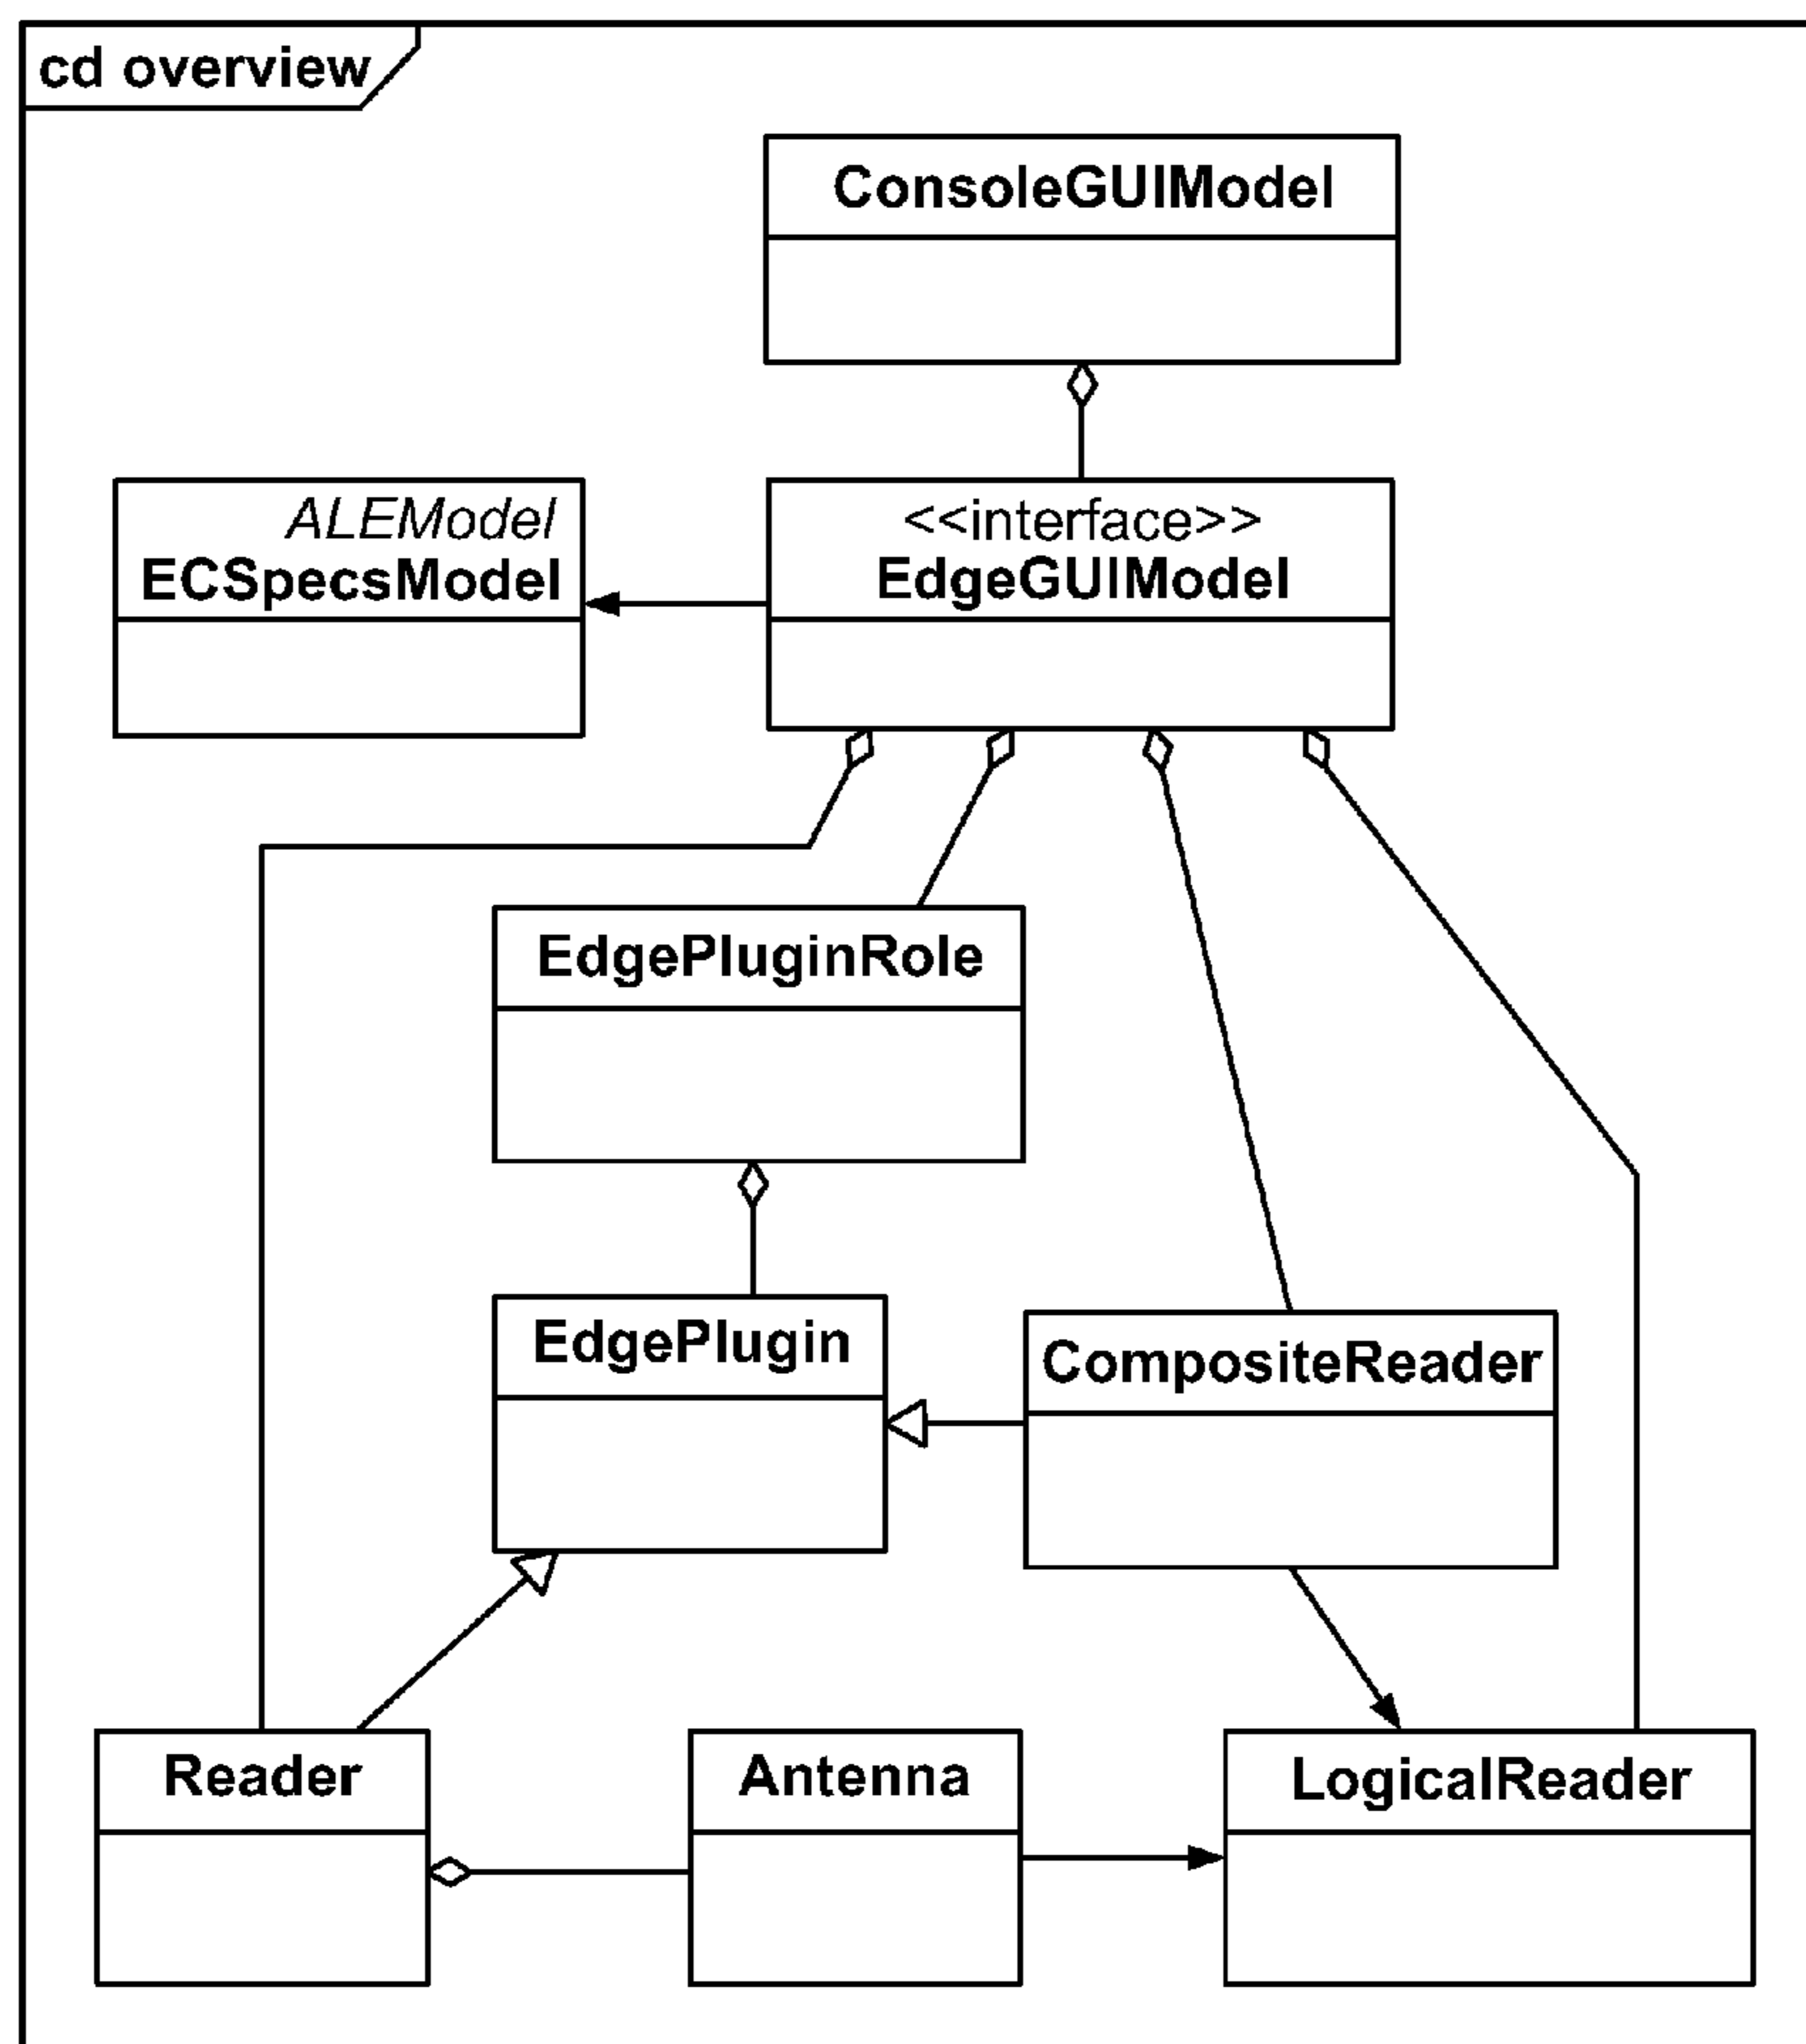 cd overview
ConsoleGUIModel
ALEModel
ECSpecsModel
<<interface>>
EdgeGUIModel
EdgePluginRole
EdgePlugin
CompositeReader
Reader
Antenna
LogicalReader